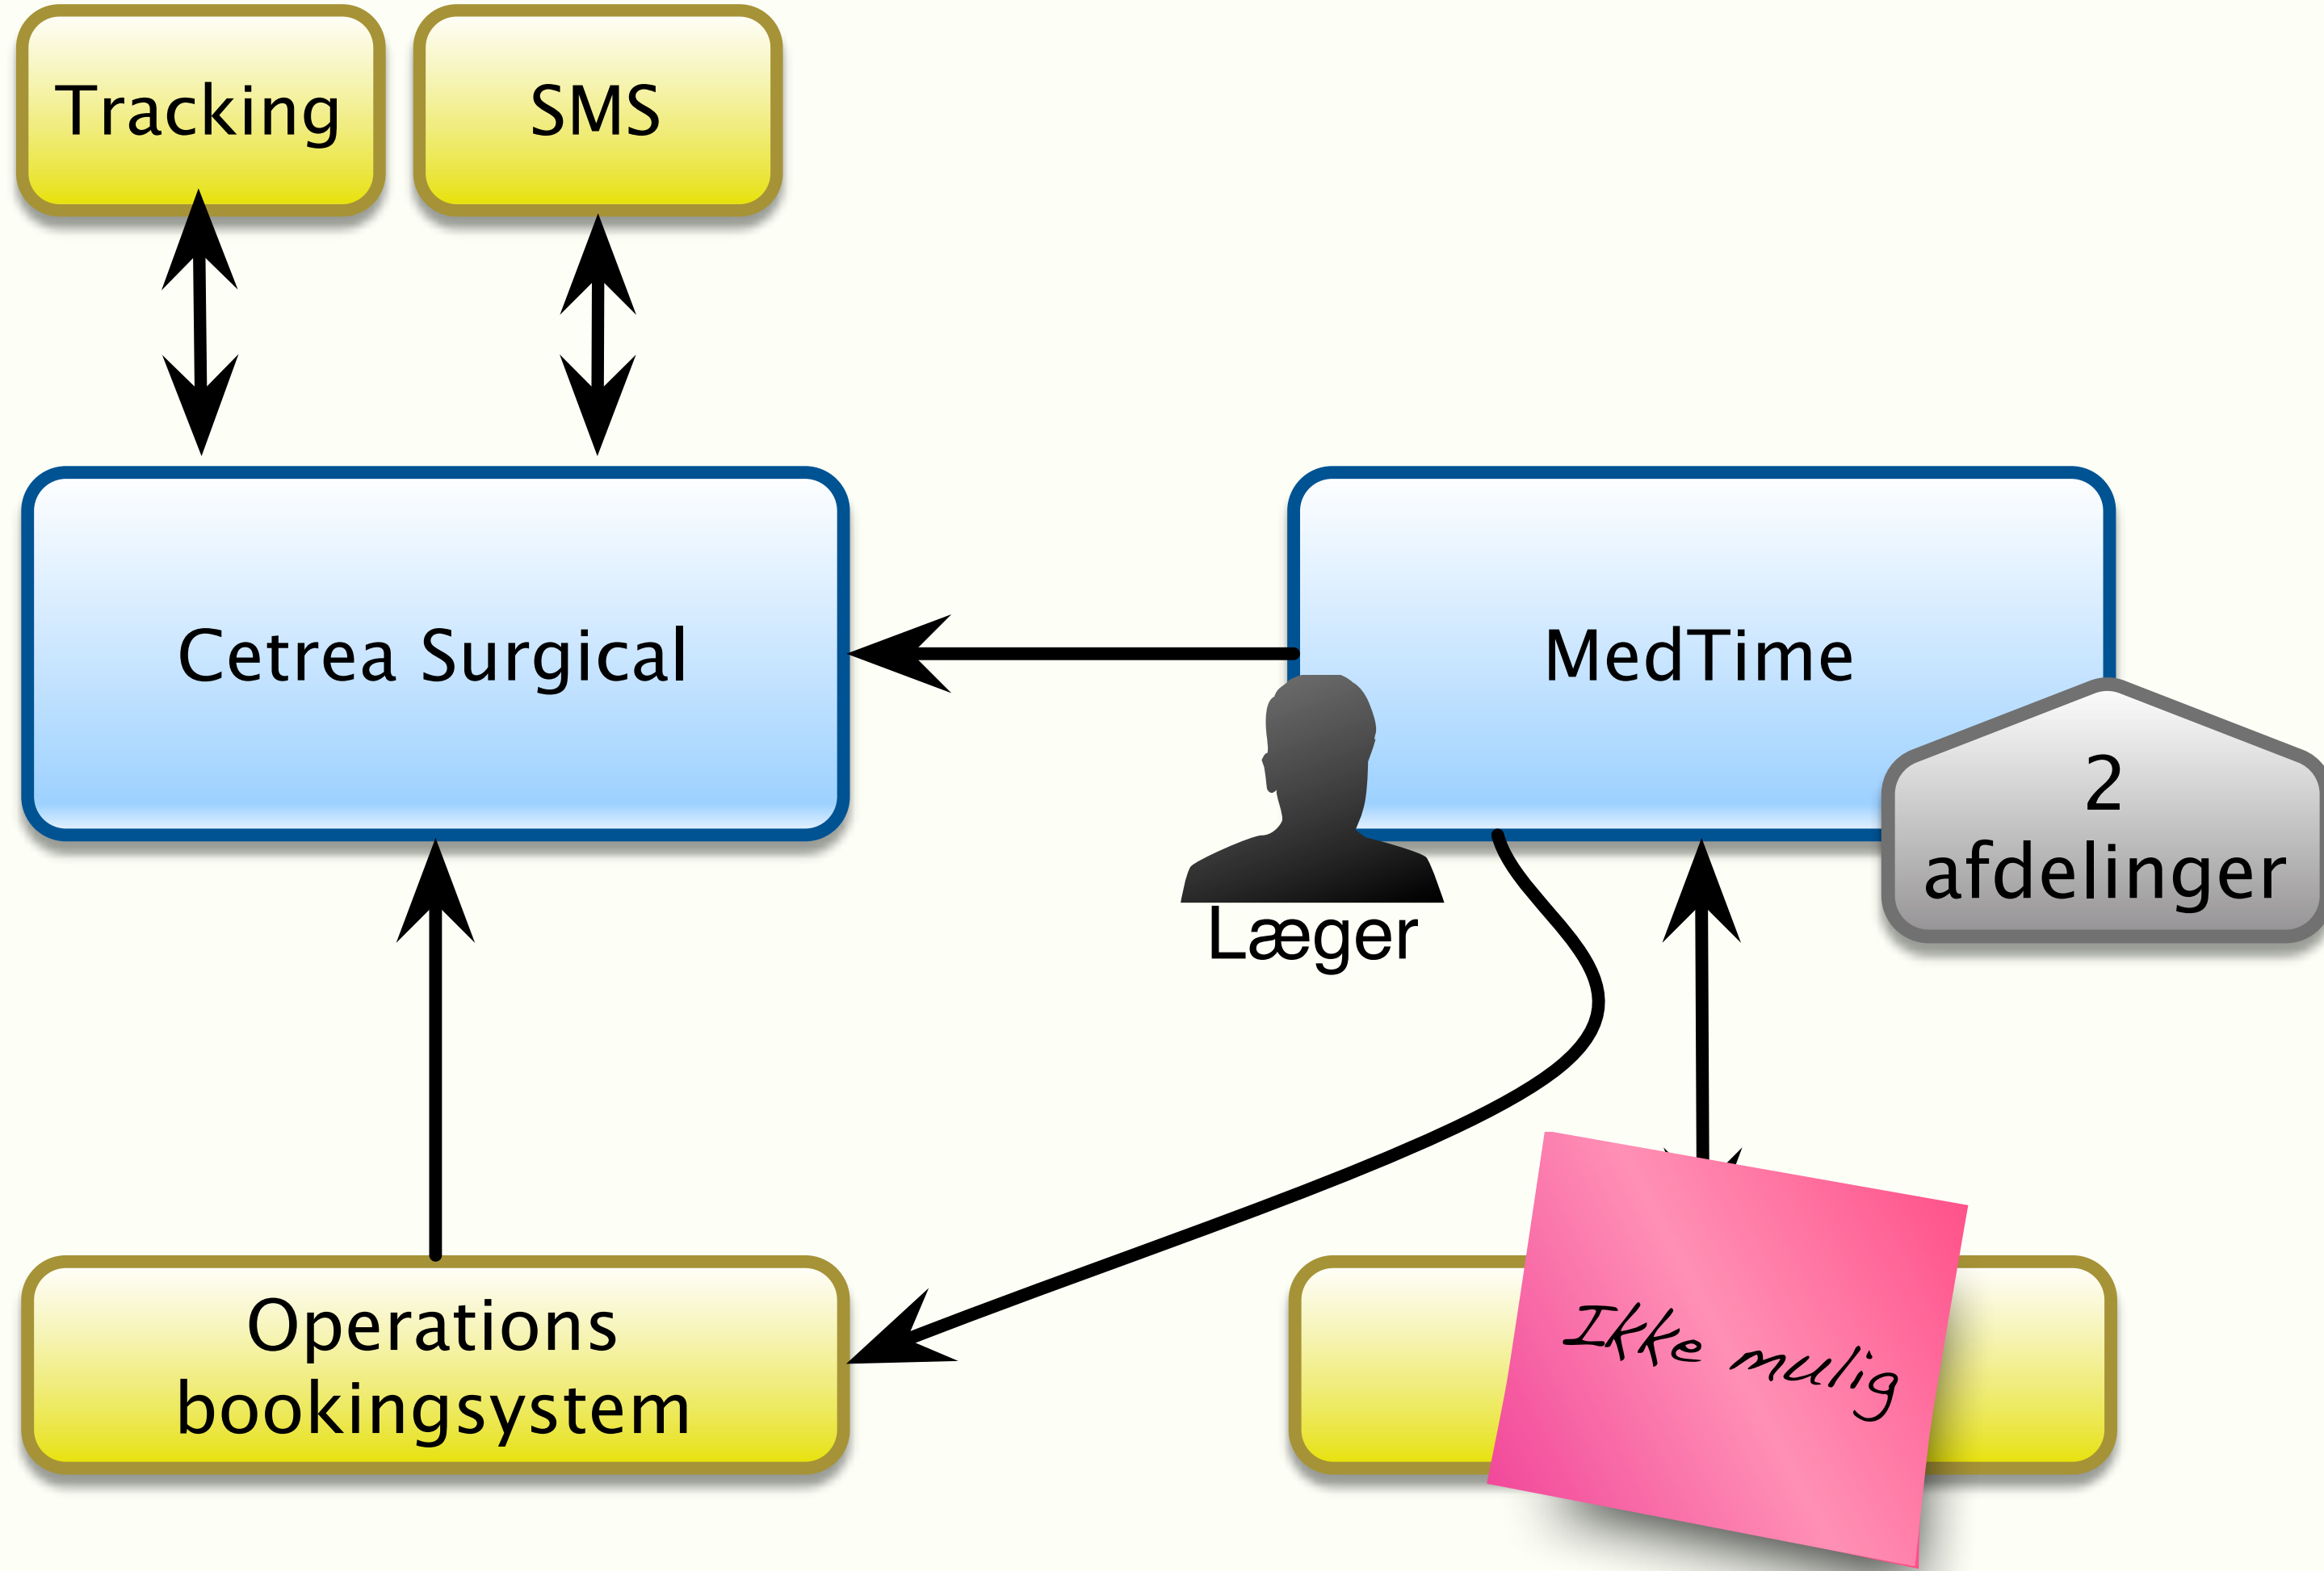 Tracking
SMS
Cetrea Surgical
MedTime
2
afdelinger
Læger
Operations
bookingsystem
Ikke mulig